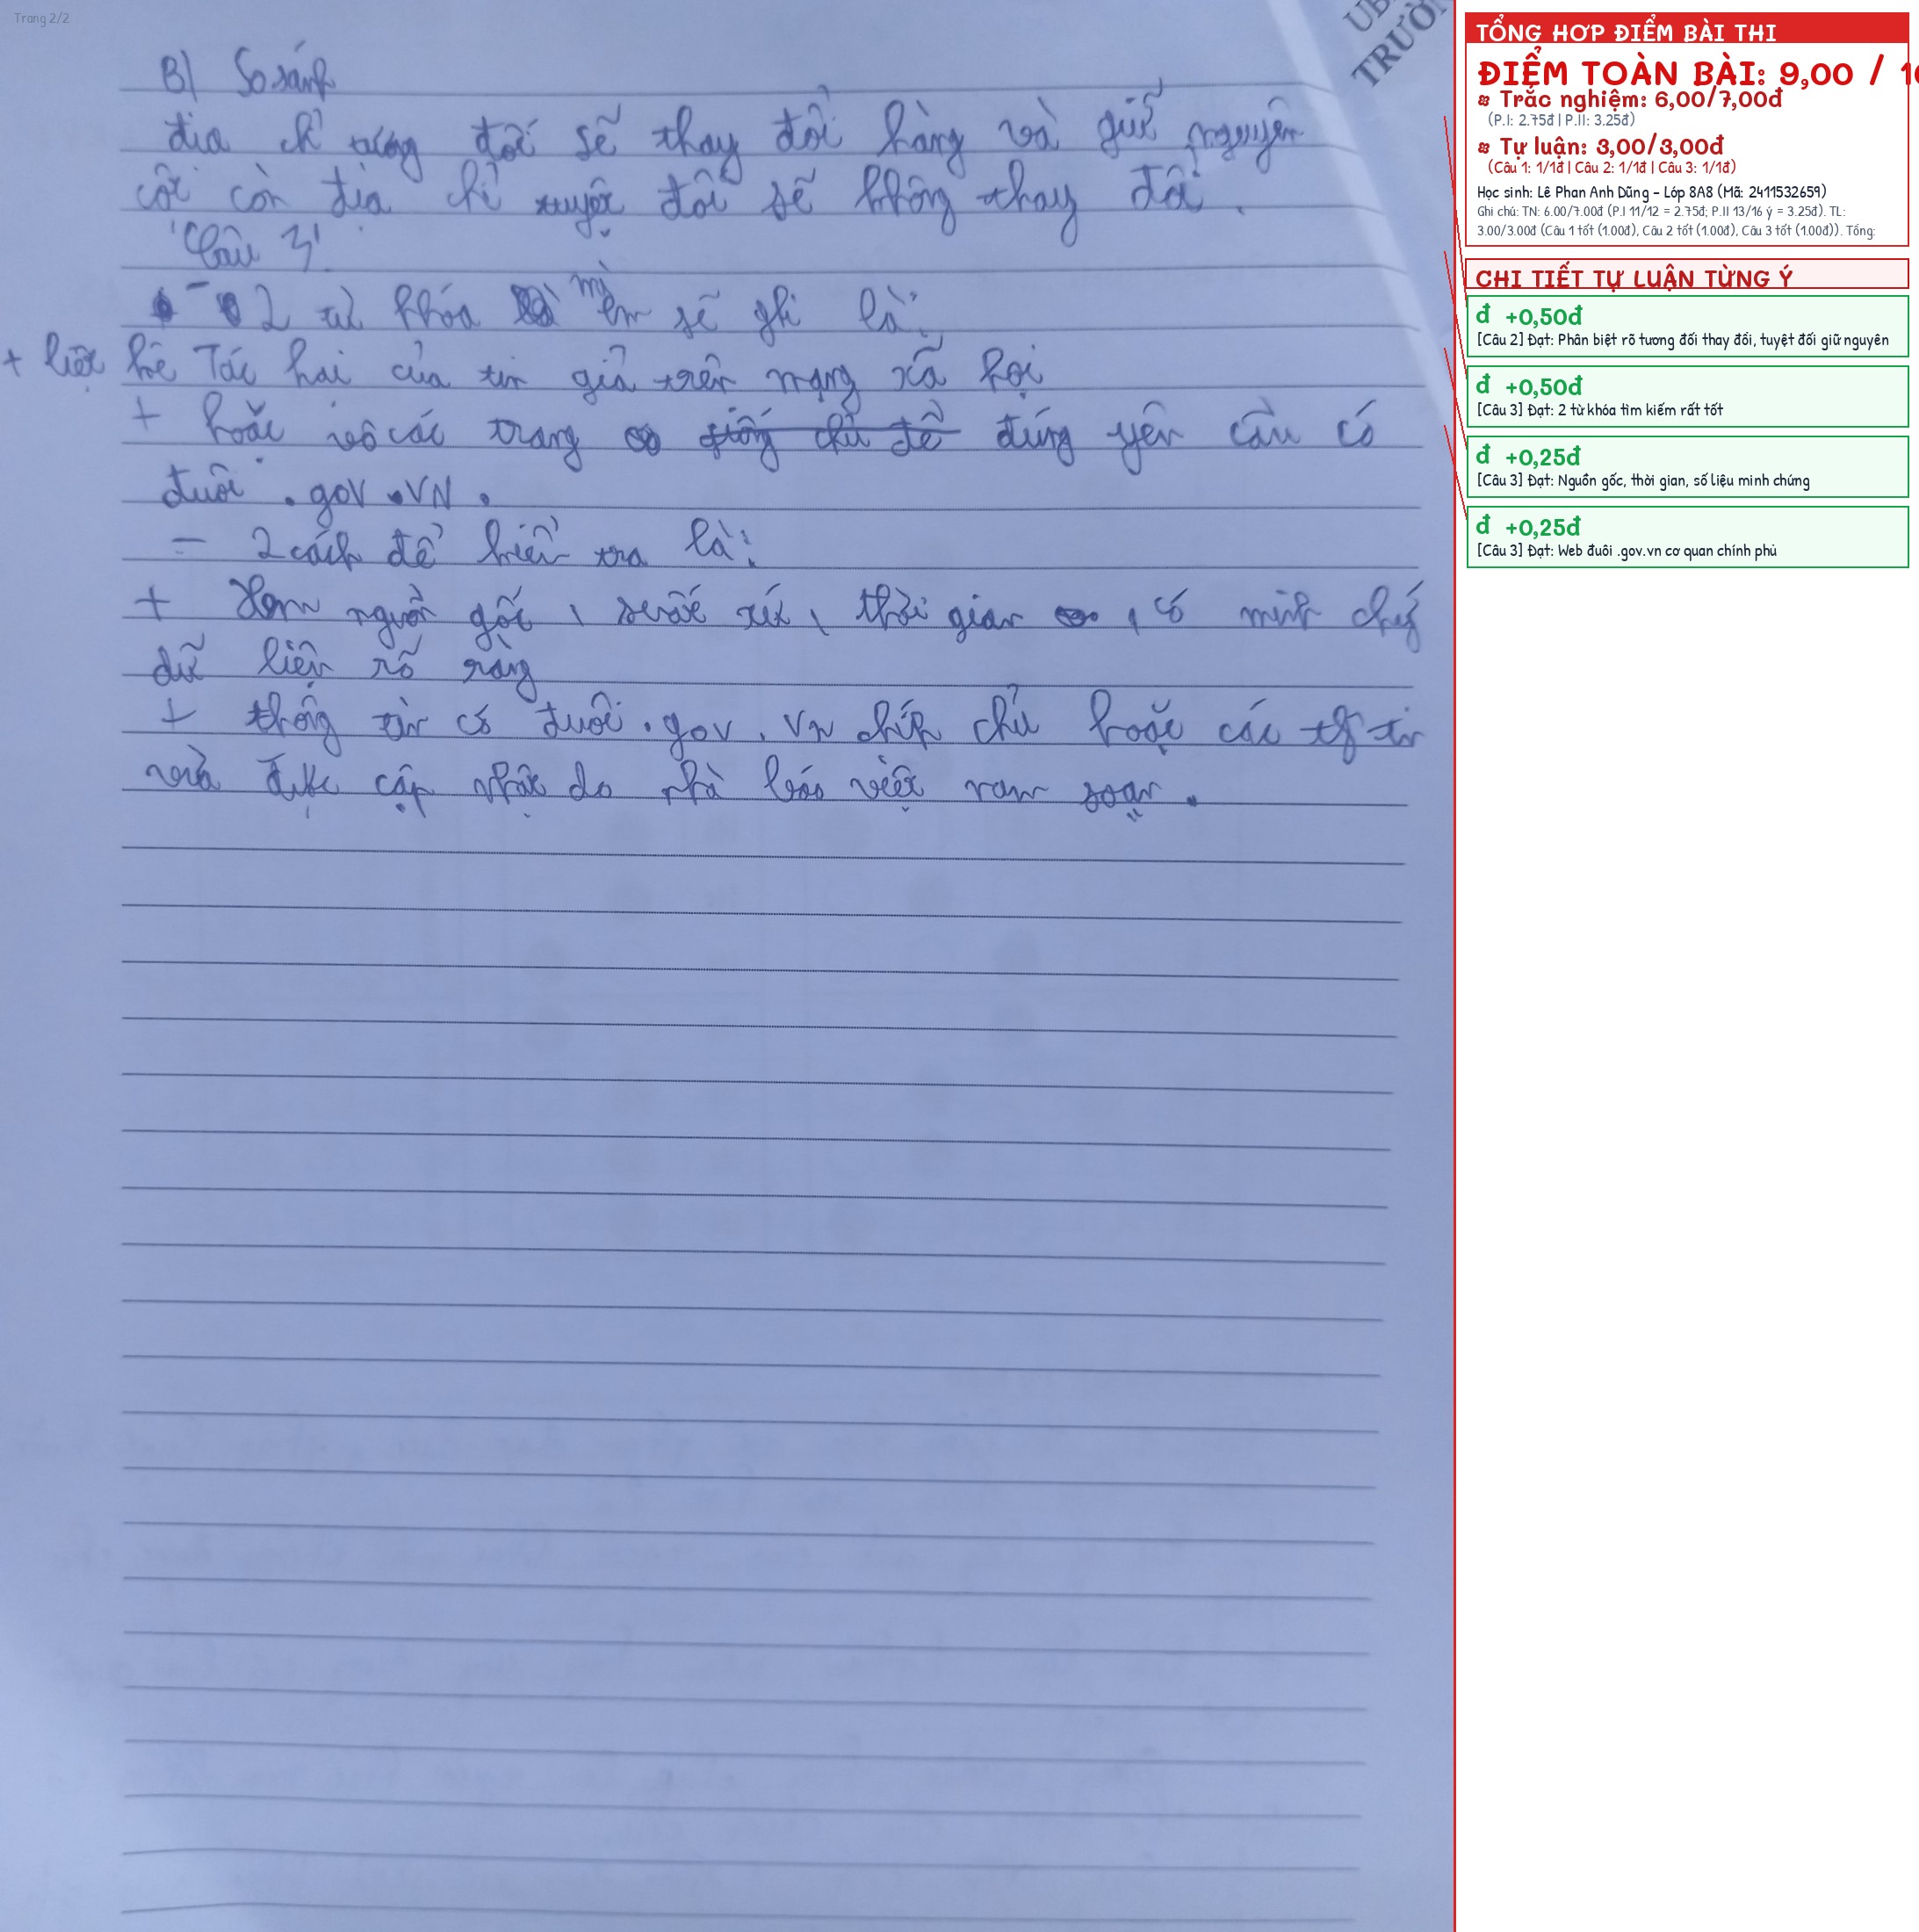 Trang 2/2
UB
TRƯỜN
B) So sánh
địa chỉ tương đối sẽ thay đổi hàng và giữ nguyên
cột còn địa chỉ tuyệt đối sẽ không thay đổi.
Câu 3
- 2 từ khóa mà em sẽ ghi là:
+ liệt kê Tác hại của tin giả trên mạng xã hội
+ hoặc vô các trang giống chủ đề đúng yêu cầu có
đuôi .gov.VN.
- 2 cách để kiểm tra là:
+ Xem nguồn gốc, xuất xứ, thời gian, có minh chứg
dữ liệu rõ ràng
+ thông tin có đuôi .gov.vn chính chủ hoặc các tg tin
vừa được cập nhật do nhà báo viết soạn.
TỔNG HỢP ĐIỂM BÀI THI
ĐIỂM TOÀN BÀI: 9,00 / 10
Trắc nghiệm: 6,00/7,00đ
(P.I: 2.75đ | P.II: 3.25đ)
Tự luận: 3,00/3,00đ
(Câu 1: 1/1đ | Câu 2: 1/1đ | Câu 3: 1/1đ)
Học sinh: Lê Phan Anh Dũng – Lớp 8A8 (Mã: 2411532659)
Ghi chú: TN: 6.00/7.00đ (P.I 11/12 = 2.75đ; P.II 13/16 ý = 3.25đ). TL:
3.00/3.00đ (Câu 1 tốt (1.00đ), Câu 2 tốt (1.00đ), Câu 3 tốt (1.00đ)). Tổng:
CHI TIẾT TỰ LUẬN TỪNG Ý
đ +0,50đ
[Câu 2] Đạt: Phân biệt rõ tương đối thay đổi, tuyệt đối giữ nguyên
đ +0,50đ
[Câu 3] Đạt: 2 từ khóa tìm kiếm rất tốt
đ +0,25đ
[Câu 3] Đạt: Nguồn gốc, thời gian, số liệu minh chứng
đ +0,25đ
[Câu 3] Đạt: Web đuôi .gov.vn cơ quan chính phủ